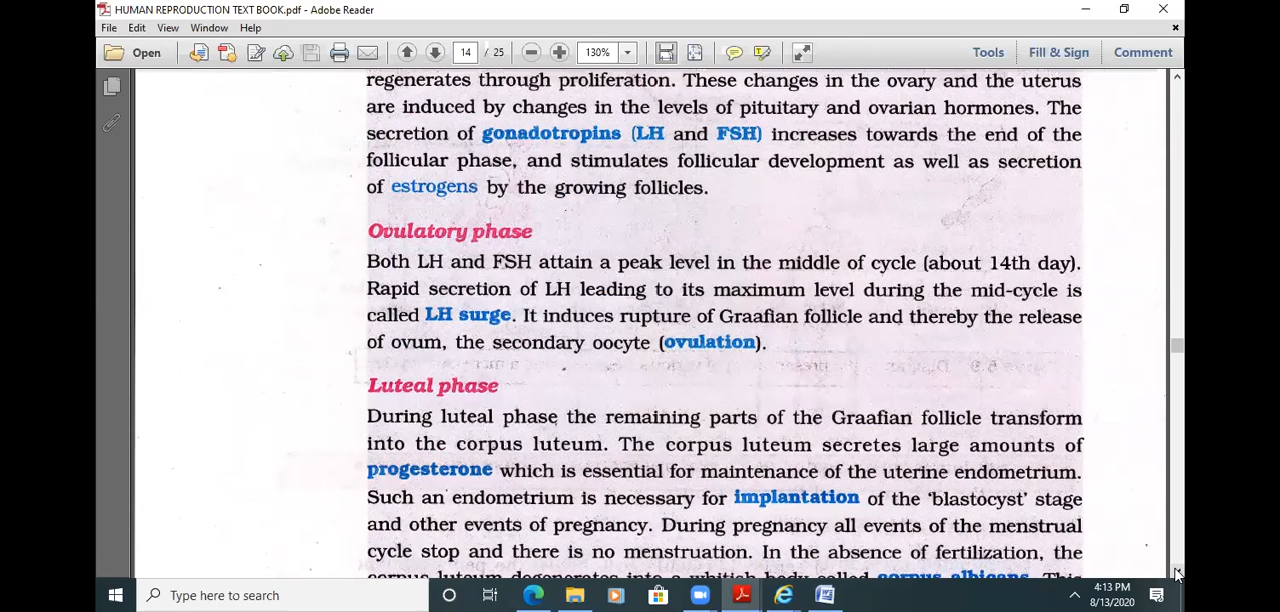 HUMAN REPRODUCTION TEXT BOOK.pdf - Adobe Reader
File Edit View Window Help
Open 14 / 25 130% Tools Fill & Sign Comment
regenerates through proliferation. These changes in the ovary and the uterus
are induced by changes in the levels of pituitary and ovarian hormones. The
secretion of gonadotropins (LH and FSH) increases towards the end of the
follicular phase, and stimulates follicular development as well as secretion
of estrogens by the growing follicles.
Ovulatory phase
Both LH and FSH attain a peak level in the middle of cycle (about 14th day).
Rapid secretion of LH leading to its maximum level during the mid-cycle is
called LH surge. It induces rupture of Graafian follicle and thereby the release
of ovum, the secondary oocyte (ovulation).
Luteal phase
During luteal phase, the remaining parts of the Graafian follicle transform
into the corpus luteum. The corpus luteum secretes large amounts of
progesterone which is essential for maintenance of the uterine endometrium.
Such an endometrium is necessary for implantation of the 'blastocyst' stage
and other events of pregnancy. During pregnancy all events of the menstrual
cycle stop and there is no menstruation. In the absence of fertilization, the
corpus luteum degenerates into a whitish body called corpus albicans. This
Type here to search
4:13 PM
8/13/2020